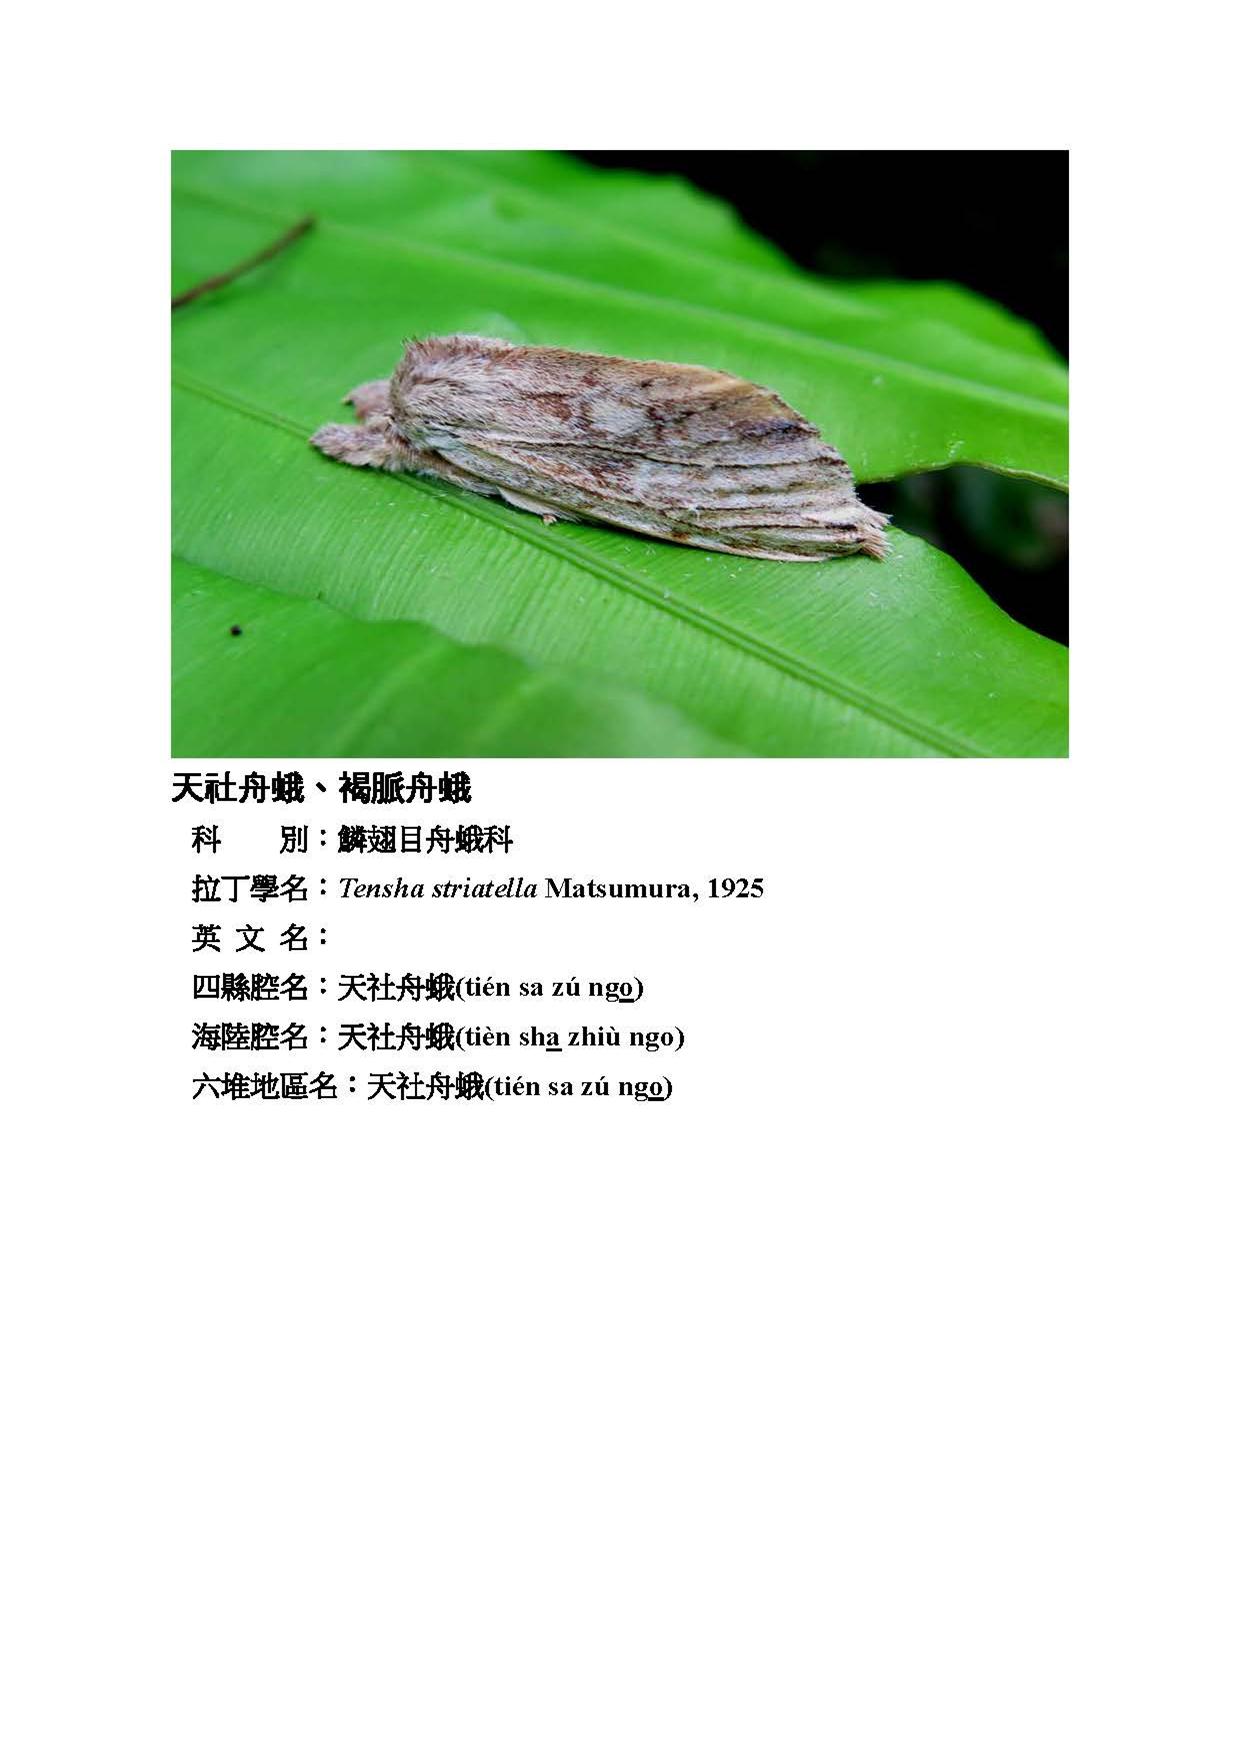 天社舟蛾、褐脈舟蛾
科　　別：鱗翅目舟蛾科
拉丁學名：Tensha striatella Matsumura, 1925
英 文 名：
四縣腔名：天社舟蛾(tién sa zú ngo)
海陸腔名：天社舟蛾(tièn sha zhiù ngo)
六堆地區名：天社舟蛾(tién sa zú ngo)